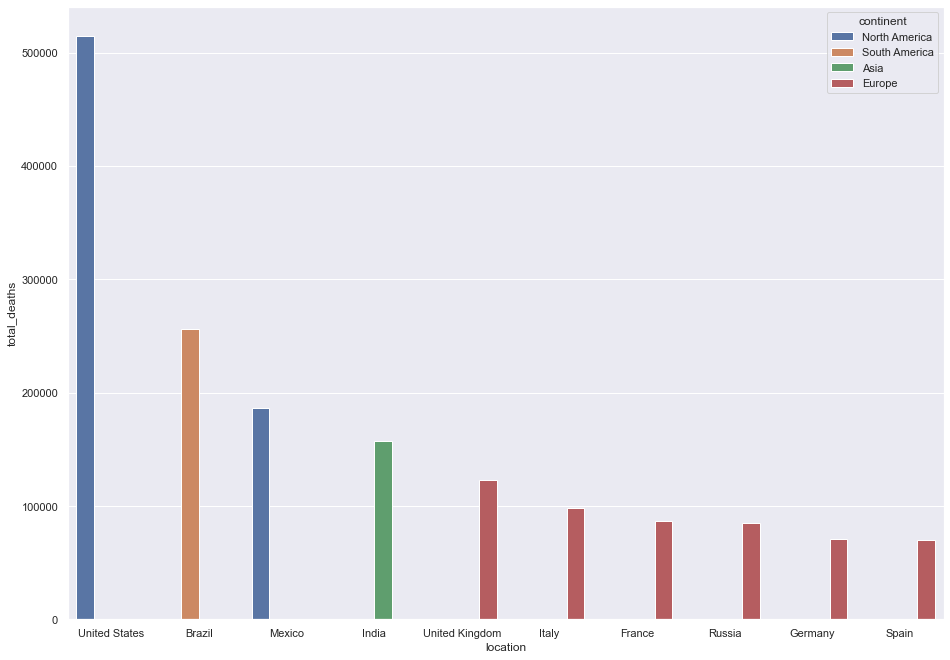 continent
North America
South America
Asia
Europe
total_deaths
500000
400000
300000
200000
100000
0
United States Brazil Mexico India United Kingdom Italy France Russia Germany Spain
location